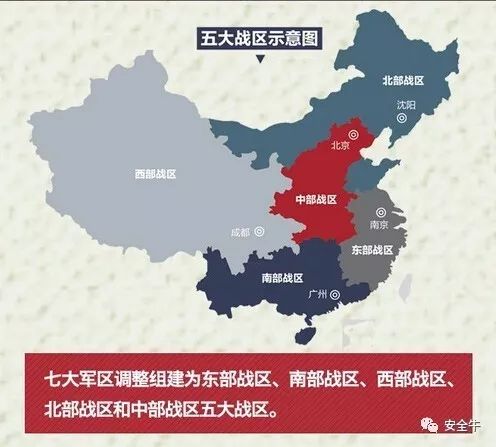 五大战区示意图
北部战区
沈阳
北京
西部战区
中部战区
成都
南京
东部战区
南部战区
广州
七大军区调整组建为东部战区、南部战区、西部战区、
北部战区和中部战区五大战区。
安全牛